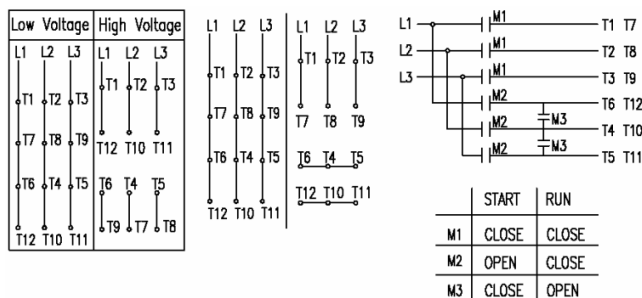 Low Voltage High Voltage
L1 L2 L3 L1 L2 L3
T1 T2 T3
T1 T2 T3
T7 T8 T9
T12 T10 T11
T6 T4 T5
T6 T4 T5
T9 T7 T8
T12 T10 T11
L1 L2 L3
T1 T2 T3
T7 T8 T9
T6 T4 T5
T12 T10 T11
L1 L2 L3
T1 T2 T3
T7 T8 T9
T6 T4 T5
T12 T10 T11
L1 M1 T1 T7
L2 M1 T2 T8
L3 M1 T3 T9
M2 T6 T12
M3
M2 T4 T10
M3
M2 T5 T11
START RUN
M1 CLOSE CLOSE
M2 OPEN CLOSE
M3 CLOSE OPEN